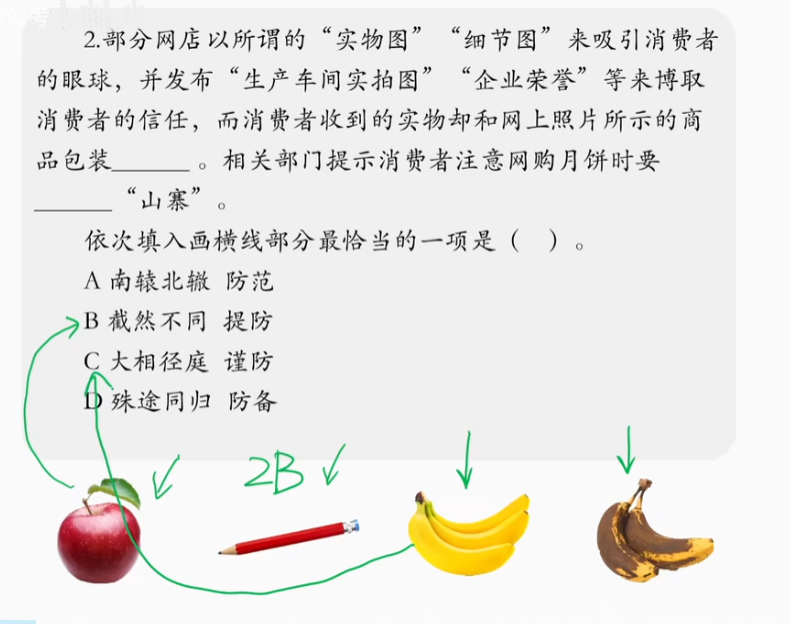 公考
2.部分网店以所谓的“实物图”“细节图”来吸引消费者
的眼球，并发布“生产车间实拍图”“企业荣誉”等来博取
消费者的信任，而消费者收到的实物却和网上照片所示的商
品包装______。相关部门提示消费者注意网购月饼时要
______“山寨”。
依次填入画横线部分最恰当的一项是（ ）。
A 南辕北辙 防范
B 截然不同 提防
C 大相径庭 谨防
D 殊途同归 防备
2B